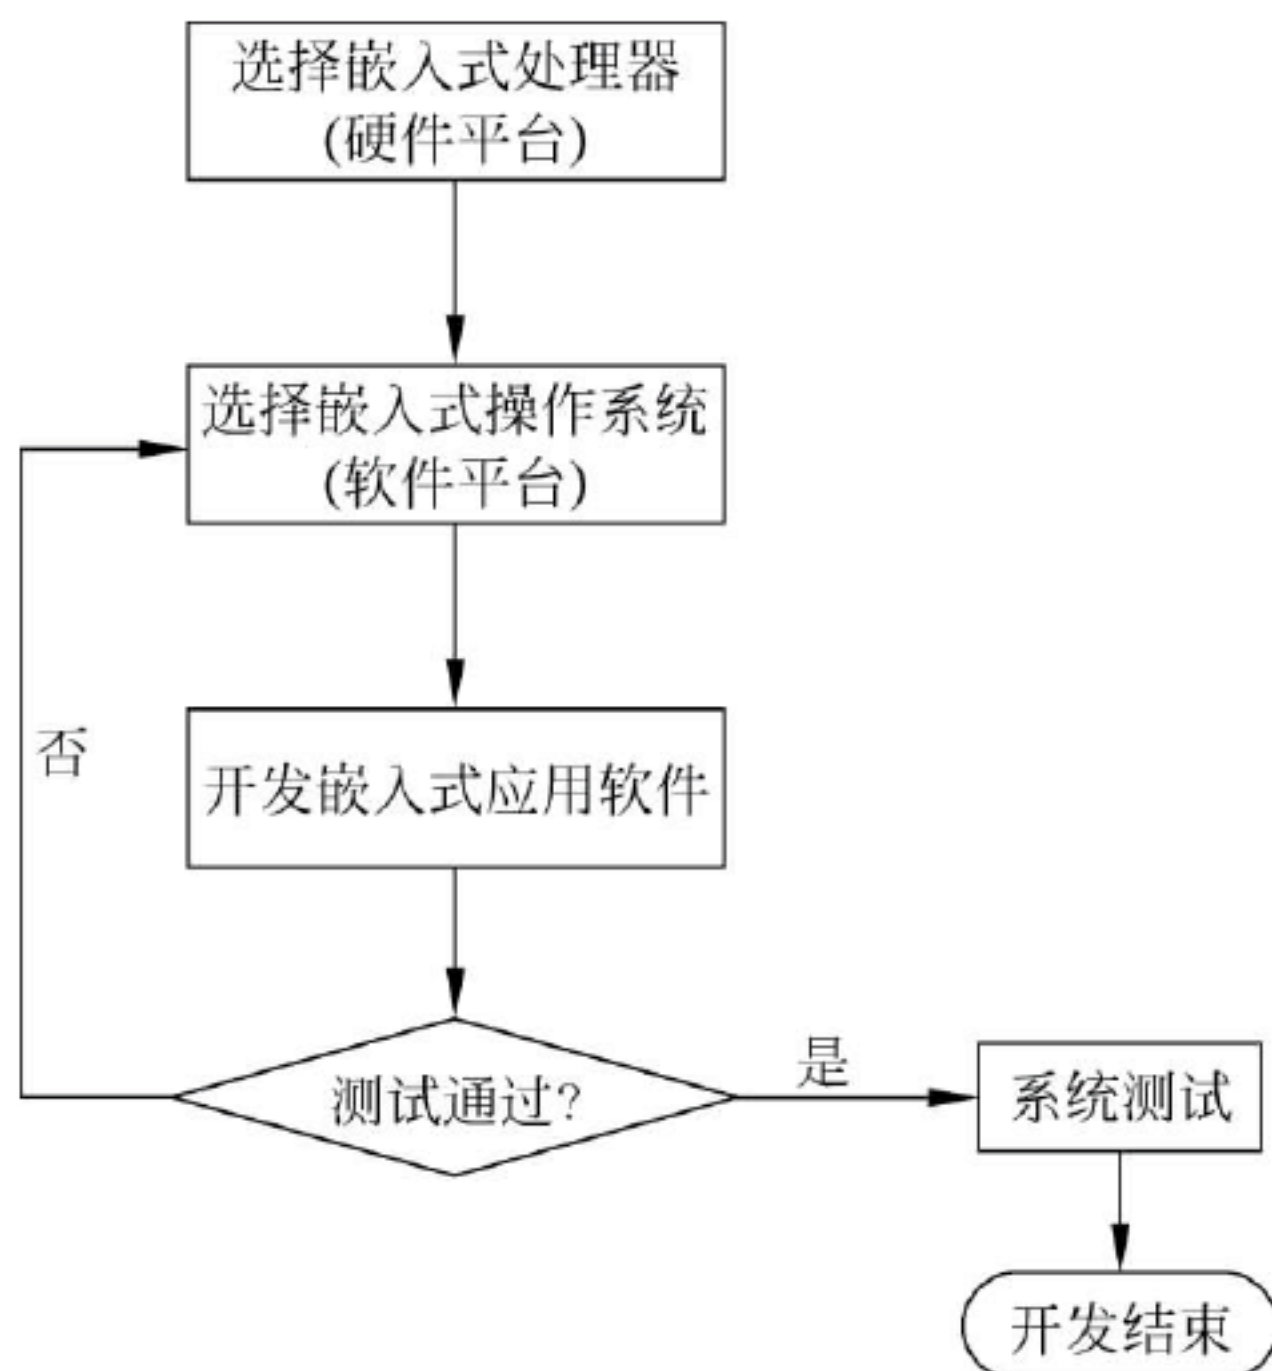 选择嵌入式处理器
(硬件平台)
选择嵌入式操作系统
(软件平台)
否
开发嵌入式应用软件
测试通过?
是
系统测试
开发结束